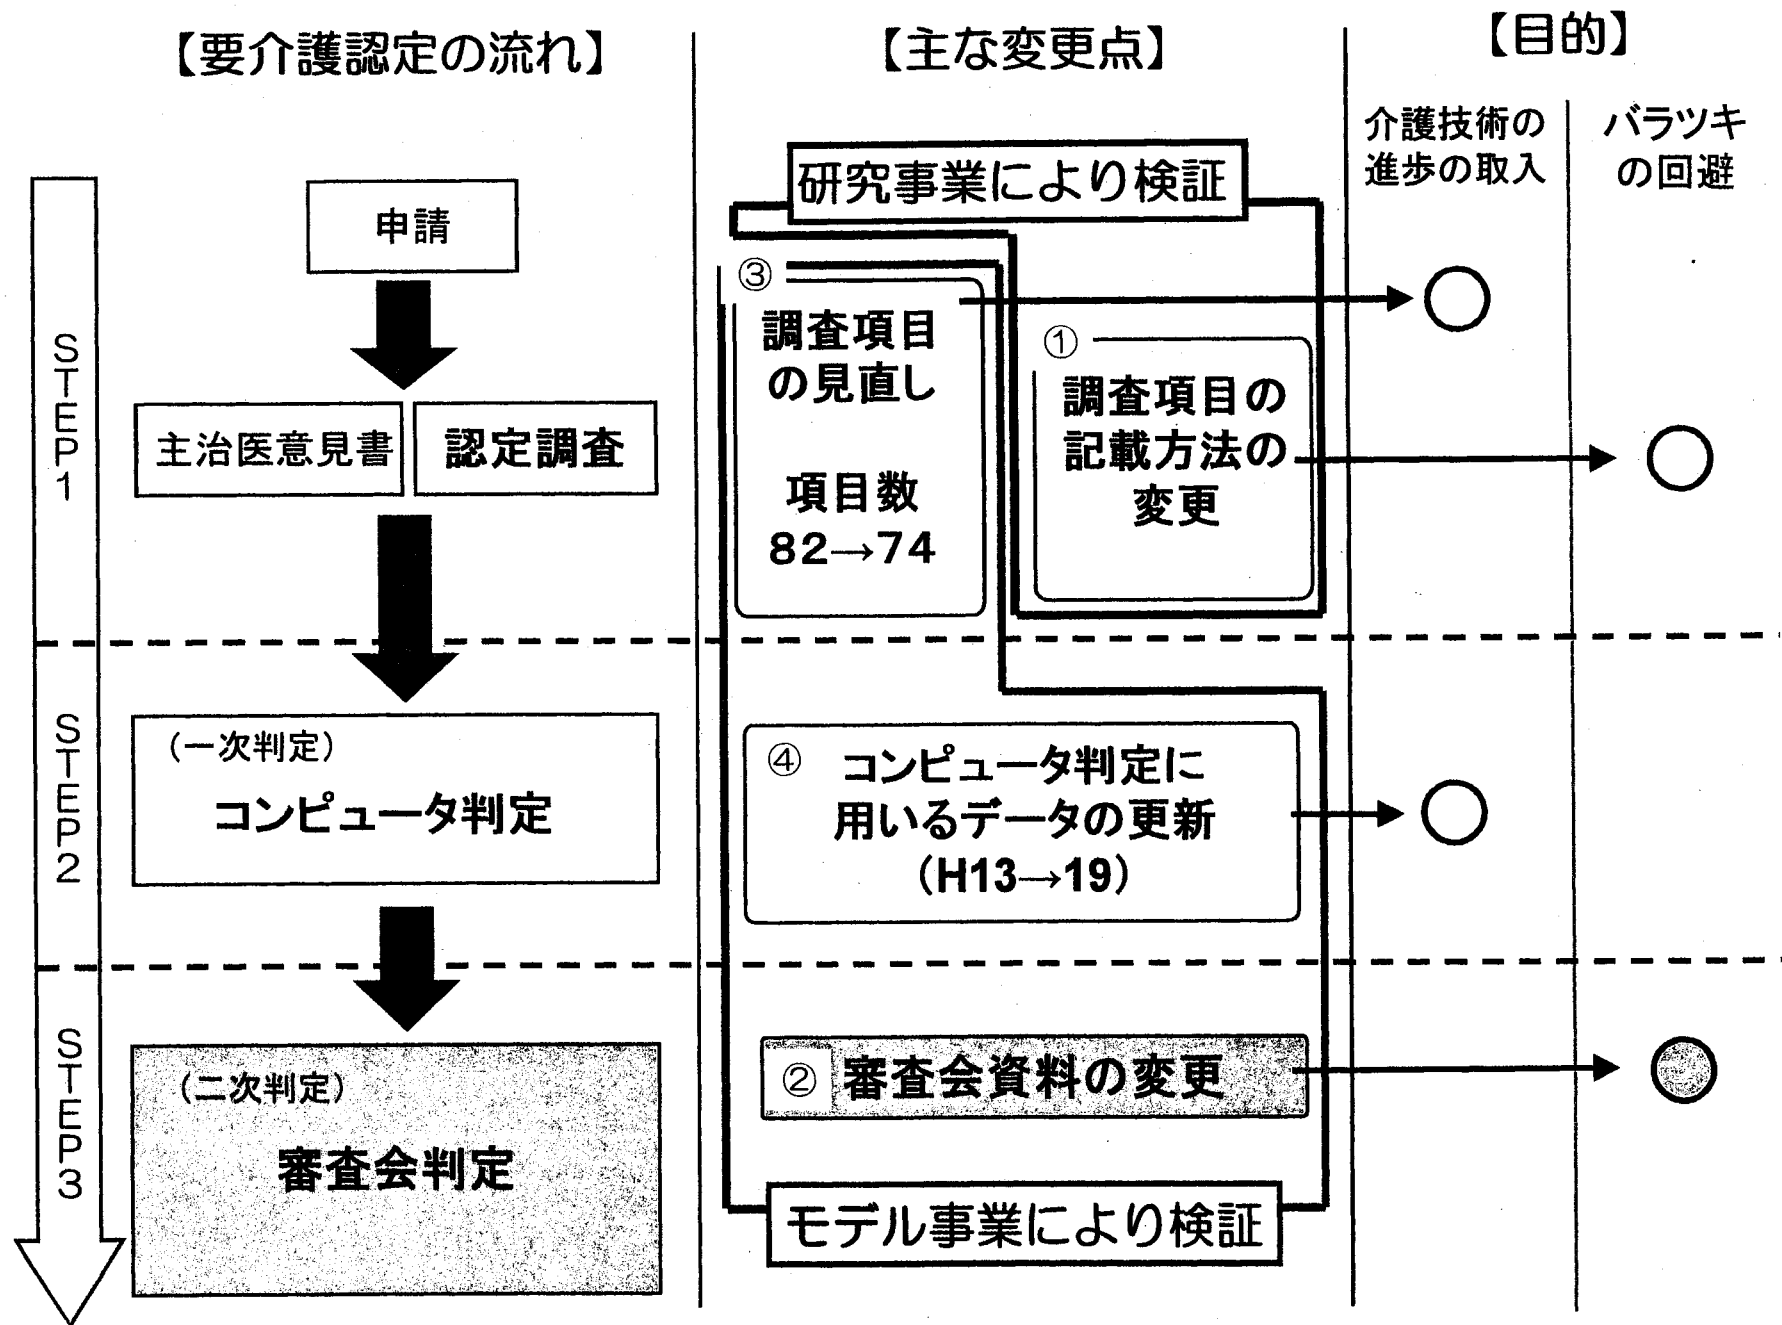 【要介護認定の流れ】
【主な変更点】
【目的】
介護技術の
進歩の取入
バラツキ
の回避
STEP1
申請
主治医意見書
認定調査
研究事業により検証
③
調査項目
の見直し
項目数
82→74
①
調査項目の
記載方法の
変更
STEP2
(一次判定)
コンピュータ判定
④ コンピュータ判定に
用いるデータの更新
(H13→19)
STEP3
(二次判定)
審査会判定
② 審査会資料の変更
モデル事業により検証